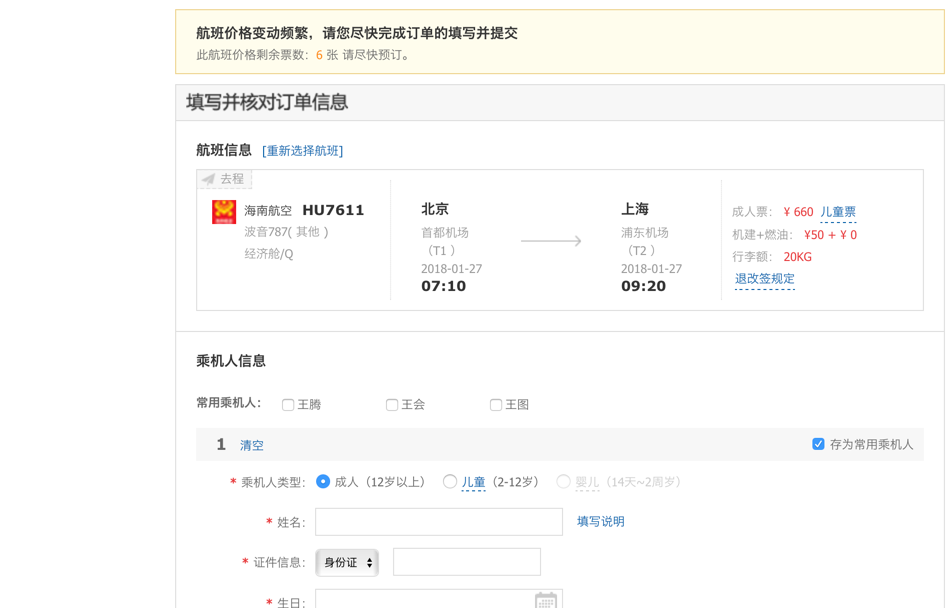 航班价格变动频繁，请您尽快完成订单的填写并提交
此航班价格剩余票数：6 张 请尽快预订。
填写并核对订单信息
航班信息 [重新选择航班]
去程
海南航空 HU7611
波音787( 其他 )
经济舱/Q
北京
首都机场
（T1 ）
2018-01-27
07:10
上海
浦东机场
（T2 ）
2018-01-27
09:20
成人票： ¥ 660 儿童票
机建+燃油： ¥50 + ¥ 0
行李额： 20KG
退改签规定
乘机人信息
常用乘机人： 王腾 王会 王图
1 清空 存为常用乘机人
* 乘机人类型： 成人（12岁以上） 儿童（2-12岁） 婴儿（14天~2周岁）
* 姓名： 填写说明
* 证件信息： 身份证
* 生日：